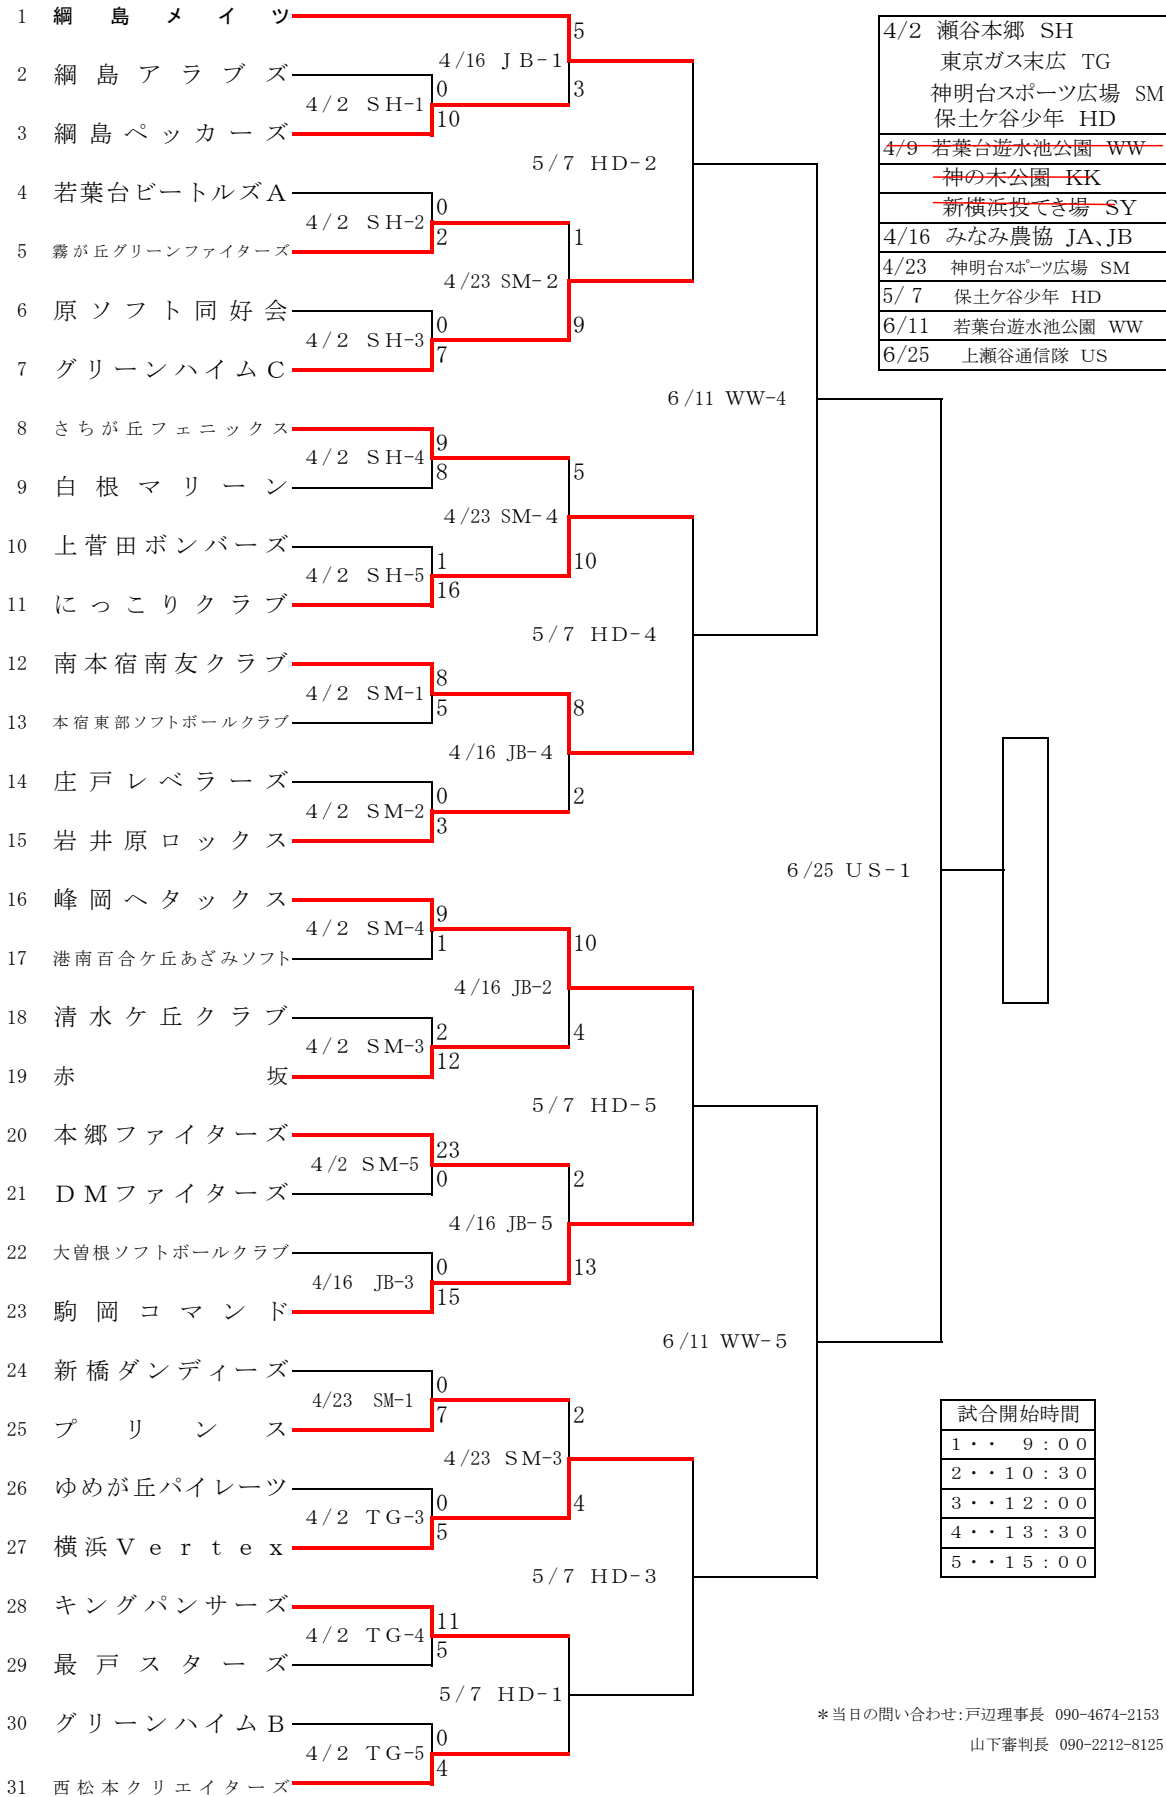 1 綱島メイツ
5
4/16 ＪＢ-1
2 綱島アラブズ
0
4/2 SH-1
10
3
3 綱島ペッカーズ
5/7 HD-2
4 若葉台ビートルズＡ
0
4/2 SH-2
2
1
5 霧が丘グリーンファイターズ
4/23 SM-2
6 原ソフト同好会
0
4/2 SH-3
7
9
7 グリーンハイムＣ
6/11 WW-4
8 さちが丘フェニックス
9
4/2 SH-4
8
5
9 白根マリーン
4/23 SM-4
10 上菅田ボンバーズ
1
4/2 SH-5
16
10
11 にっこりクラブ
5/7 HD-4
12 南本宿南友クラブ
8
4/2 SM-1
5
8
13 本宿東部ソフトボールクラブ
4/16 JB-4
14 庄戸レベラーズ
0
4/2 SM-2
3
2
15 岩井原ロックス
6/25 US-1
16 峰岡ヘタックス
9
4/2 SM-4
1
10
17 港南百合ケ丘あざみソフト
4/16 JB-2
18 清水ケ丘クラブ
2
4/2 SM-3
12
4
19 赤坂
5/7 HD-5
20 本郷ファイターズ
23
4/2 SM-5
0
2
21 ＤＭファイターズ
4/16 JB-5
22 大曽根ソフトボールクラブ
0
4/16 JB-3
15
13
23 駒岡コマンド
6/11 WW-5
24 新橋ダンディーズ
0
4/23 SM-1
7
2
25 プリンス
4/23 SM-3
26 ゆめが丘パイレーツ
0
4/2 TG-3
5
4
27 横浜Ｖｅｒｔｅｘ
5/7 HD-3
28 キングパンサーズ
11
4/2 TG-4
5
29 最戸スターズ
5/7 HD-1
30 グリーンハイムＢ
0
4/2 TG-5
4
31 西松本クリエイターズ
4/2 瀬谷本郷 SH
東京ガス末広 TG
神明台スポーツ広場 SM
保土ケ谷少年 HD
4/9 若葉台遊水池公園 WW
神の木公園 KK
新横浜投てき場 SY
4/16 みなみ農協 JA、JB
4/23 神明台スポーツ広場 SM
5/7 保土ケ谷少年 HD
6/11 若葉台遊水池公園 WW
6/25 上瀬谷通信隊 US
試合開始時間
１・・ ９：００
２・・１０：３０
３・・１２：００
４・・１３：３０
５・・１５：００
＊当日の問い合わせ：戸辺理事長 090-4674-2153
山下審判長 090-2212-8125